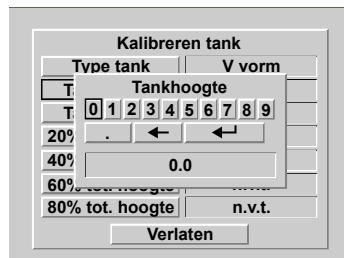 Kalibreren tank
Type tank V vorm
Tankhoogte
0 1 2 3 4 5 6 7 8 9
.
0.0
20%
40%
60% tot. hoogte
80% tot. hoogte n.v.t.
Verlaten